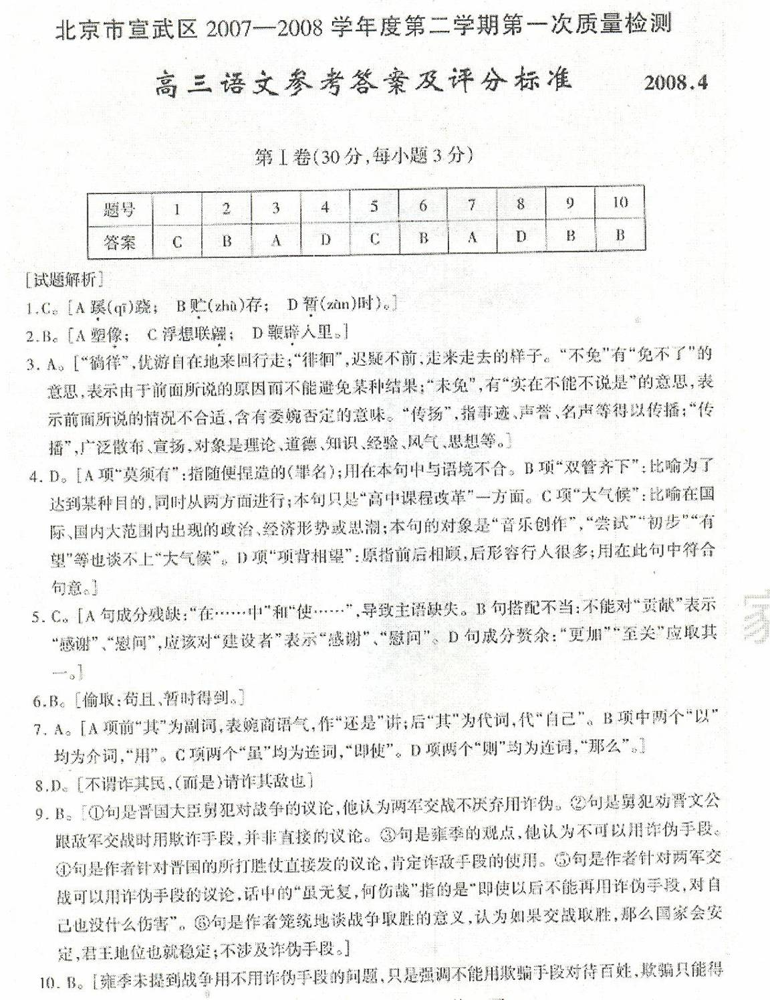 北京市宣武区 2007—2008 学年度第二学期第一次质量检测
高三语文参考答案及评分标准 2008.4
第Ⅰ卷(30分,每小题3分)
题号 1 2 3 4 5 6 7 8 9 10
答案 C B A D C B A D B B
[试题解析]
1.C。[A 蹊(qī)跷; B 贮(zhù)存; D 暂(zàn)时)。]
2.B。[A 塑像; C 浮想联翩; D 鞭辟入里。]
3. A。[“徜徉”,优游自在地来回行走;“徘徊”,迟疑不前,走来走去的样子。“不免”有“免不了”的
意思,表示由于前面所说的原因而不能避免某种结果;“未免”,有“实在不能不说是”的意思,表
示前面所说的情况不合适,含有委婉否定的意味。“传扬”,指事迹、声誉、名声等得以传播;“传
播”,广泛散布、宣扬,对象是理论、道德、知识、经验、风气、思想等。]
4. D。[A 项“莫须有”:指随便捏造的(罪名);用在本句中与语境不合。B 项“双管齐下”:比喻为了
达到某种目的,同时从两方面进行;本句只是“高中课程改革”一方面。C 项“大气候”:比喻在国
际、国内大范围内出现的政治、经济形势或思潮;本句的对象是“音乐创作”,“尝试”“初步”“有
望”等也谈不上“大气候”。D 项“项背相望”:原指前后相顾,后形容行人很多;用在此句中符合
句意。]
5. C。[A 句成分残缺:“在……中”和“使……”,导致主语缺失。B 句搭配不当:不能对“贡献”表示
“感谢”、“慰问”,应该对“建设者”表示“感谢”、“慰问”。D 句成分赘余:“更加”“至关”应取其
一。]
6.B。[偷取:苟且、暂时得到。]
7. A。[A 项前“其”为副词,表婉商语气,作“还是”讲;后“其”为代词,代“自己”。B 项中两个“以”
均为介词,“用”。C 项两个“虽”均为连词,“即使”。D 项两个“则”均为连词,“那么”。]
8.D。[不谓诈其民,(而是)请诈其敌也]
9. B。[①句是晋国大臣舅犯对战争的议论,他认为两军交战不厌弃用诈伪。②句是舅犯劝晋文公
跟敌军交战时用欺诈手段,并非直接的议论。③句是雍季的观点,他认为不可以用诈伪手段。
④句是作者针对晋国的所打胜仗直接发的议论,肯定诈敌手段的使用。⑤句是作者针对两军交
战可以用诈伪手段的议论,话中的“虽无复,何伤哉”指的是“即使以后不能再用诈伪手段,对自
己也没什么伤害”。⑥句是作者笼统地谈战争取胜的意义,认为如果交战取胜,那么国家会安
定,君王地位也就稳定;不涉及诈伪手段。]
10. B。[雍季未提到战争用不用诈伪手段的问题,只是强调不能用欺骗手段对待百姓,欺骗只能得